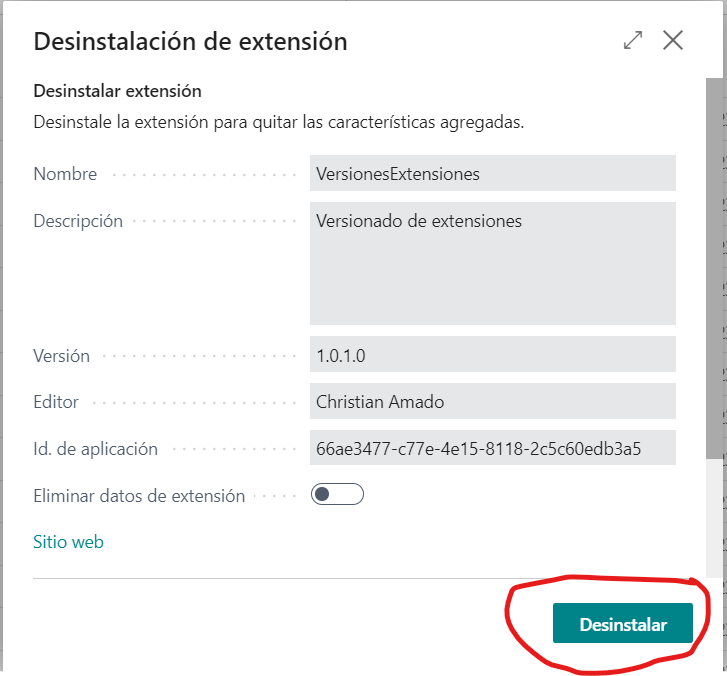 Desinstalación de extensión
Desinstalar extensión
Desinstale la extensión para quitar las características agregadas.
Nombre VersionesExtensiones
Descripción Versionado de extensiones
Versión 1.0.1.0
Editor Christian Amado
Id. de aplicación 66ae3477-c77e-4e15-8118-2c5c60edb3a5
Eliminar datos de extensión
Sitio web
Desinstalar